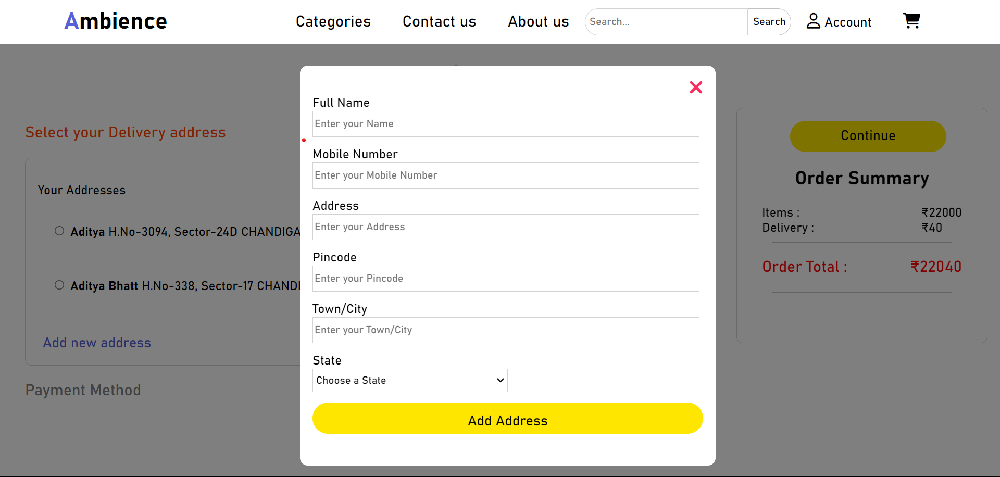 Ambience
Categories
Contact us
About us
Search...
Search
Account
Select your Delivery address
Your Addresses
Aditya H.No-3094, Sector-24D
Aditya Bhatt H.No-338, Sector-17
Add new address
Payment Method
Full Name
Enter your Name
Mobile Number
Enter your Mobile Number
Address
Enter your Address
Pincode
Enter your Pincode
Town/City
Enter your Town/City
State
Choose a State
Add Address
Continue
Order Summary
Items : ₹22000
Delivery : ₹40
Order Total : ₹22040